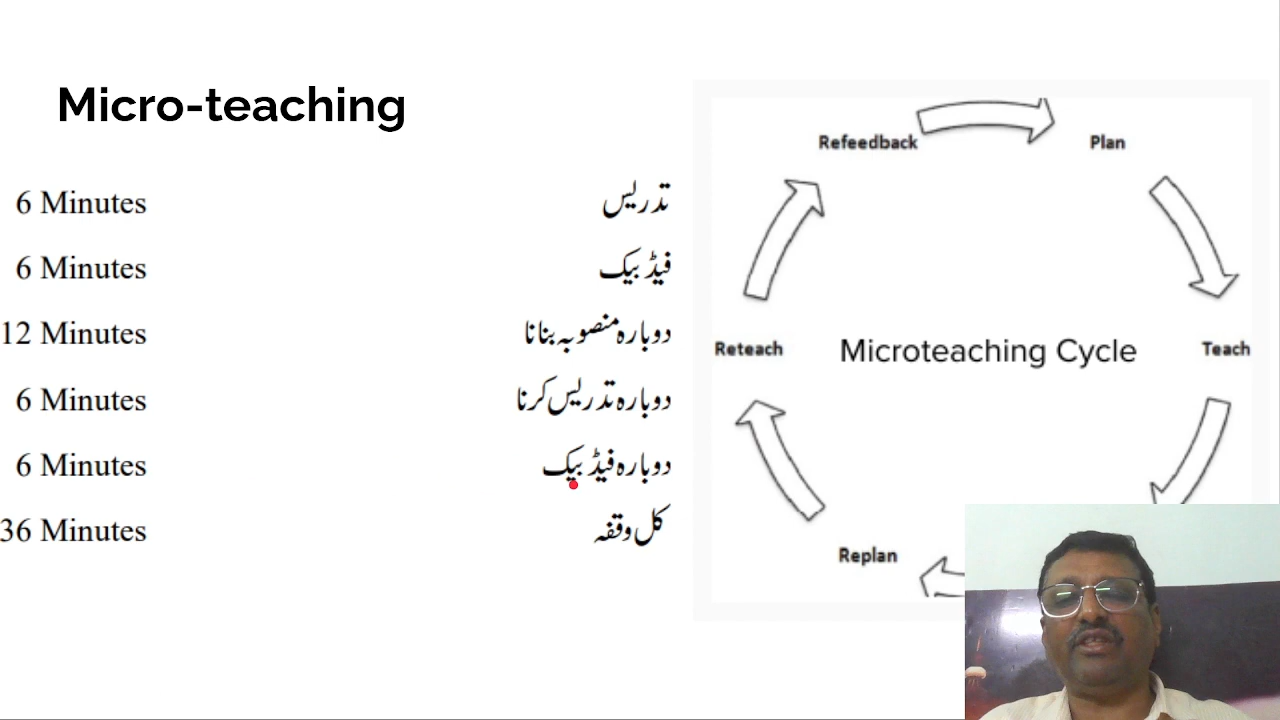 Micro-teaching
تدریس 6 Minutes
فیڈ بیک 6 Minutes
دوبارہ منصوبہ بنانا 12 Minutes
دوبارہ تدریس کرنا 6 Minutes
دوبارہ فیڈ بیک 6 Minutes
کل وقفہ 36 Minutes
Refeedback
Plan
Reteach
Microteaching Cycle
Teach
Replan